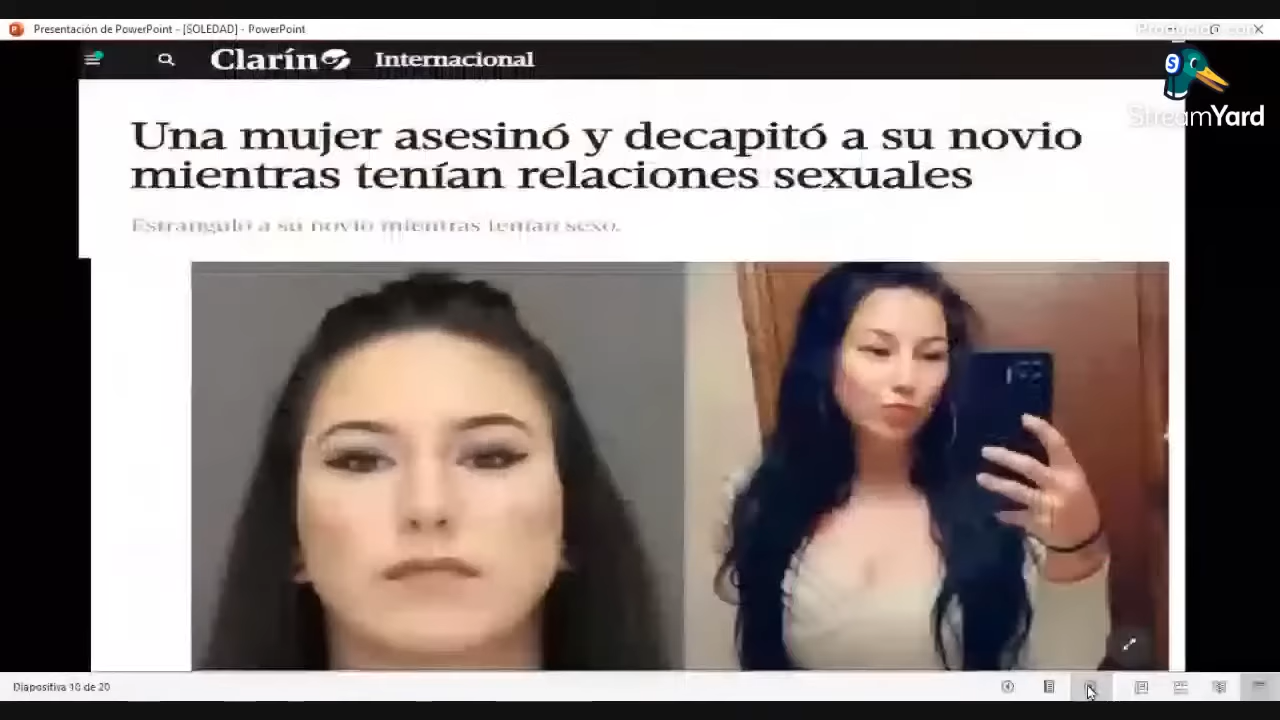 Presentación de PowerPoint - [SOLEDAD] - PowerPoint
Clarín Internacional
StreamYard
Una mujer asesinó y decapitó a su novio
mientras tenían relaciones sexuales
Estranguló a su novio mientras tenían sexo.
Diapositiva 10 de 20